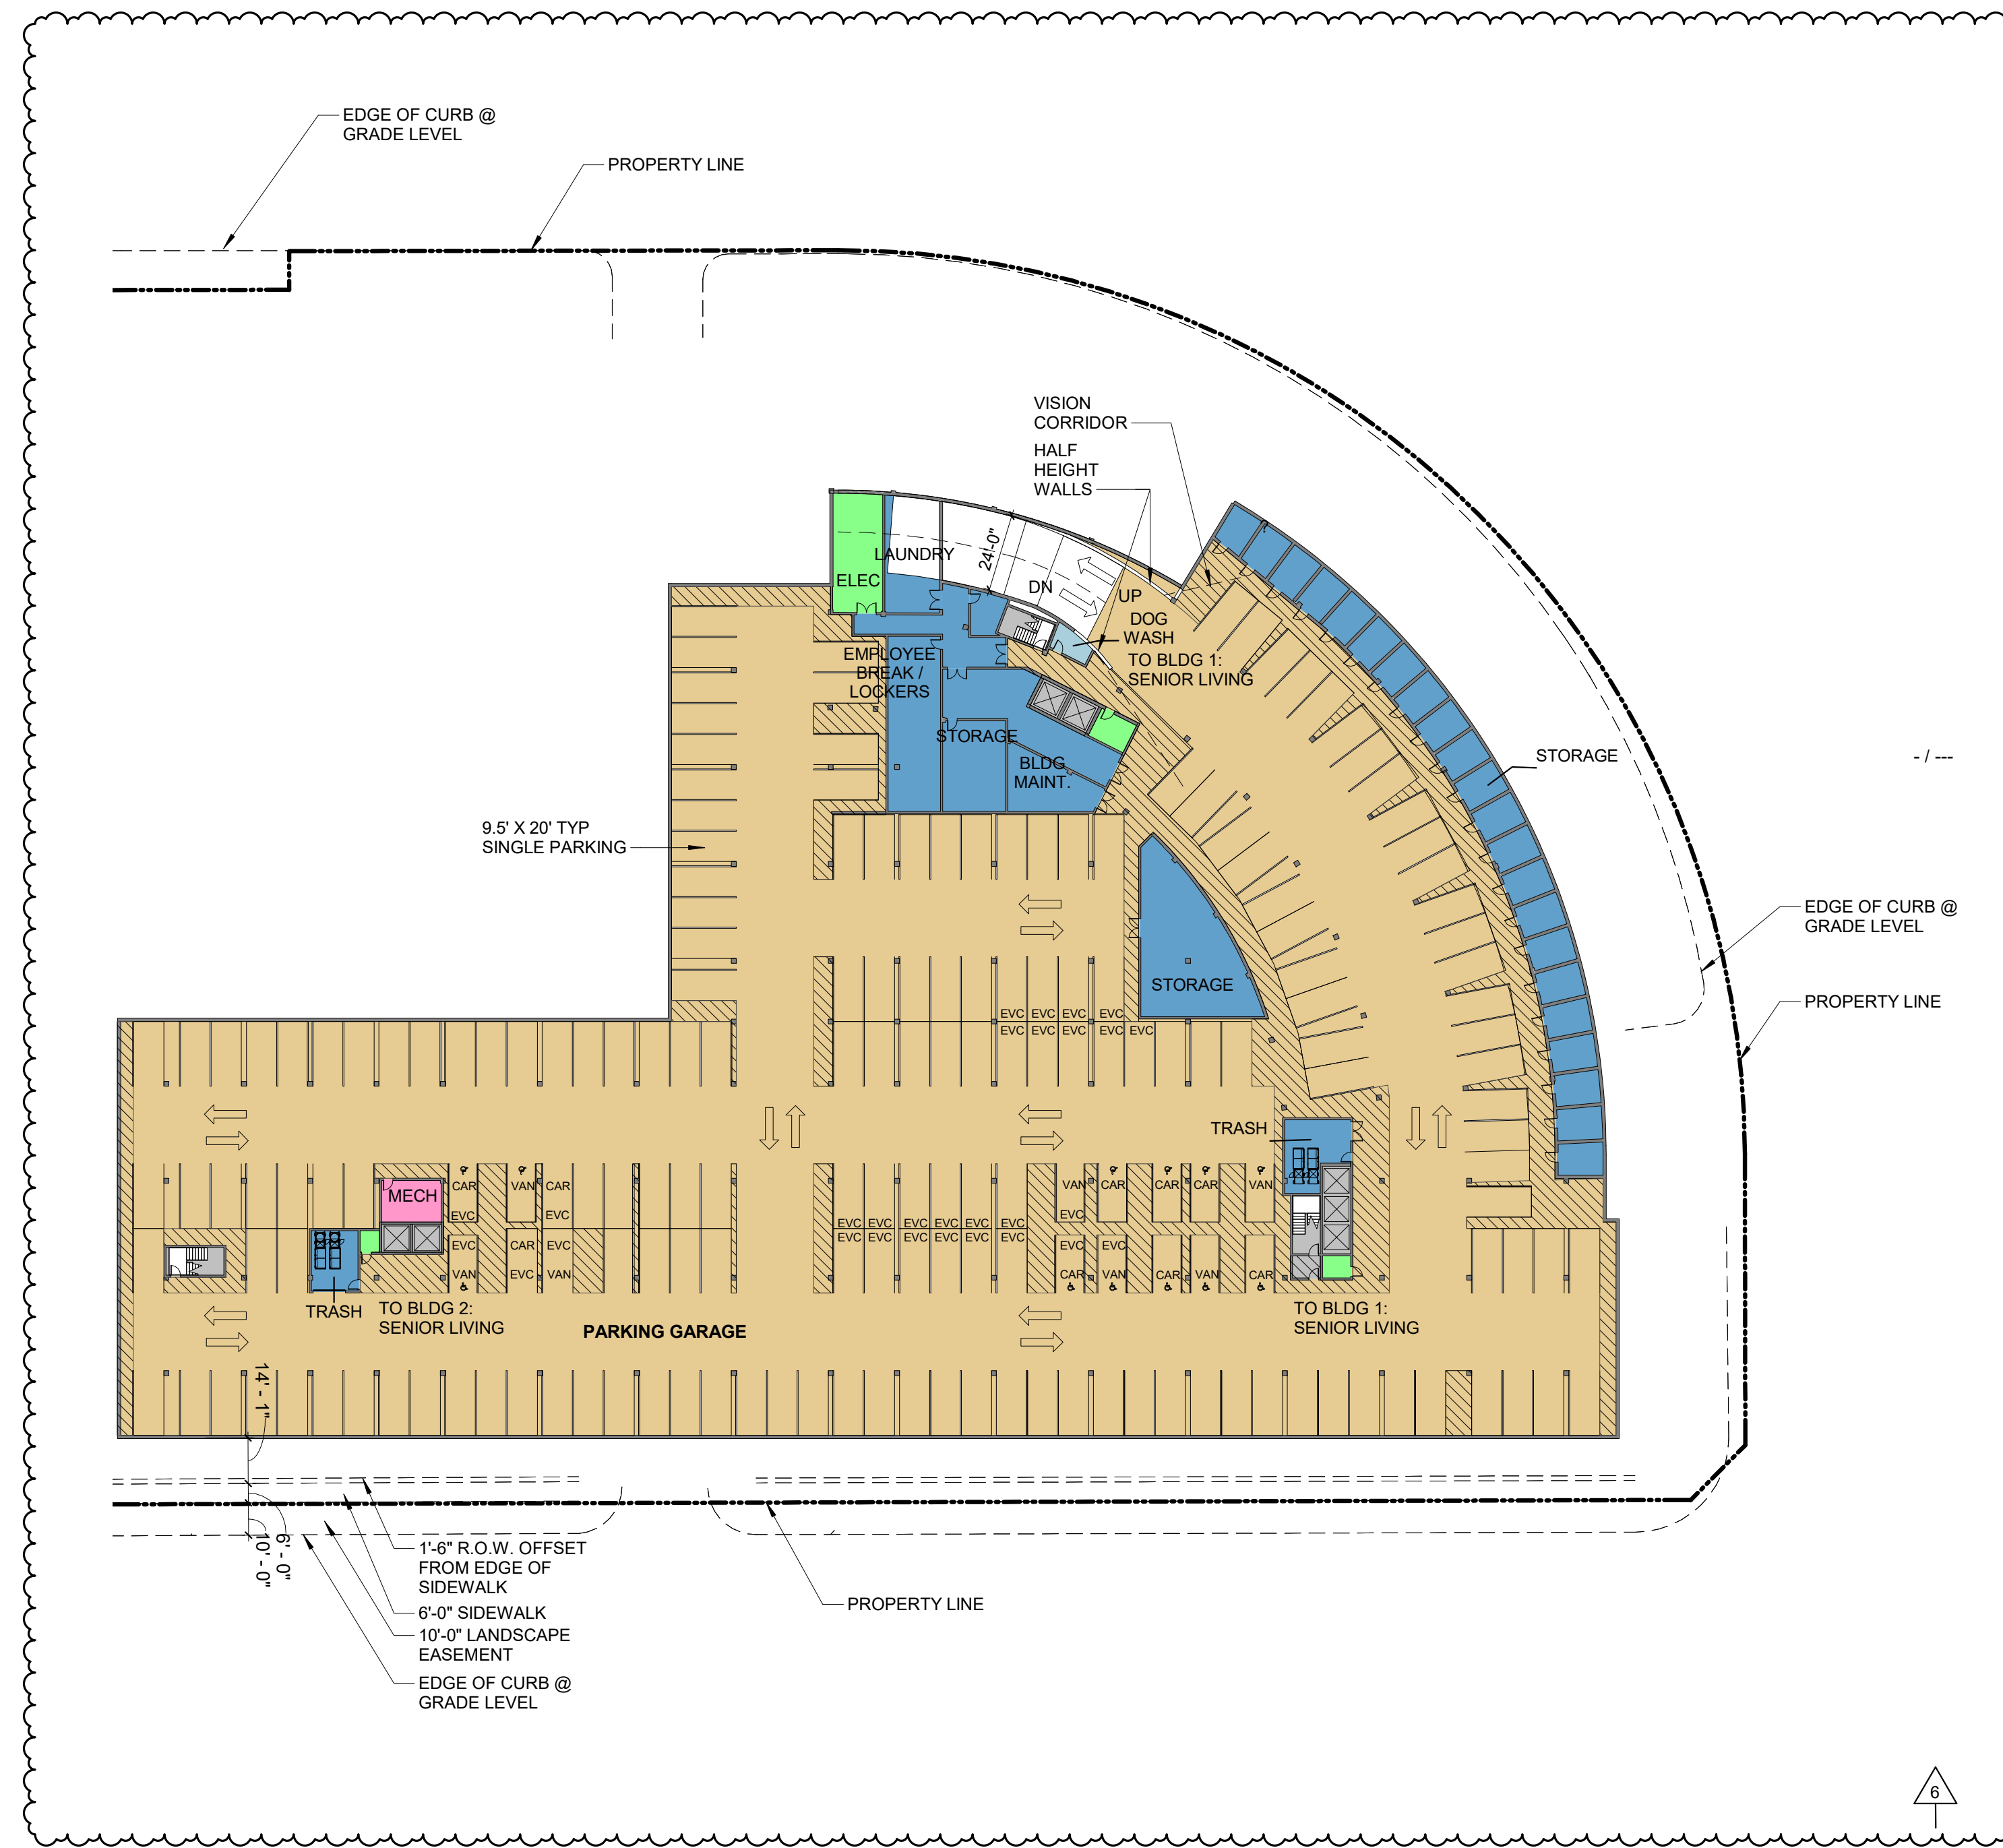 EDGE OF CURB @
GRADE LEVEL
PROPERTY LINE
VISION
CORRIDOR
HALF
HEIGHT
WALLS
?
24'-0"
LAUNDRY
ELEC
DN
UP
DOG
WASH
TO BLDG 1:
SENIOR LIVING
EMPLOYEE
BREAK /
LOCKERS
STORAGE
BLDG
MAINT.
STORAGE
- / ---
9.5' X 20' TYP
SINGLE PARKING
EDGE OF CURB @
GRADE LEVEL
STORAGE
PROPERTY LINE
EVC EVC EVC EVC
EVC EVC EVC EVC EVC
TRASH
MECH
CAR VAN CAR
EVC EVC
EVC CAR EVC
VAN EVC VAN
VAN CAR CAR CAR VAN
EVC
EVC EVC EVC EVC EVC EVC
EVC EVC EVC EVC EVC EVC
EVC EVC
CAR VAN CAR VAN CAR
TRASH
TO BLDG 2:
SENIOR LIVING
PARKING GARAGE
TO BLDG 1:
SENIOR LIVING
14' - 1"
6' - 0"
10' - 0"
1'-6" R.O.W. OFFSET
FROM EDGE OF
SIDEWALK
6'-0" SIDEWALK
10'-0" LANDSCAPE
EASEMENT
EDGE OF CURB @
GRADE LEVEL
PROPERTY LINE
6